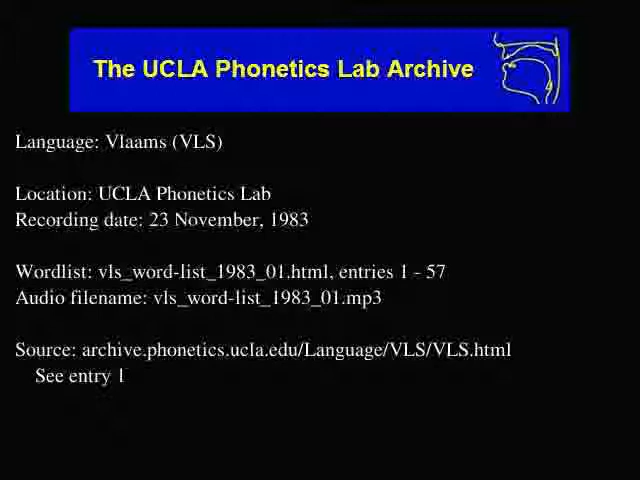 The UCLA Phonetics Lab Archive
Language: Vlaams (VLS)
Location: UCLA Phonetics Lab
Recording date: 23 November, 1983
Wordlist: vls_word-list_1983_01.html, entries 1 - 57
Audio filename: vls_word-list_1983_01.mp3
Source: archive.phonetics.ucla.edu/Language/VLS/VLS.html
See entry 1